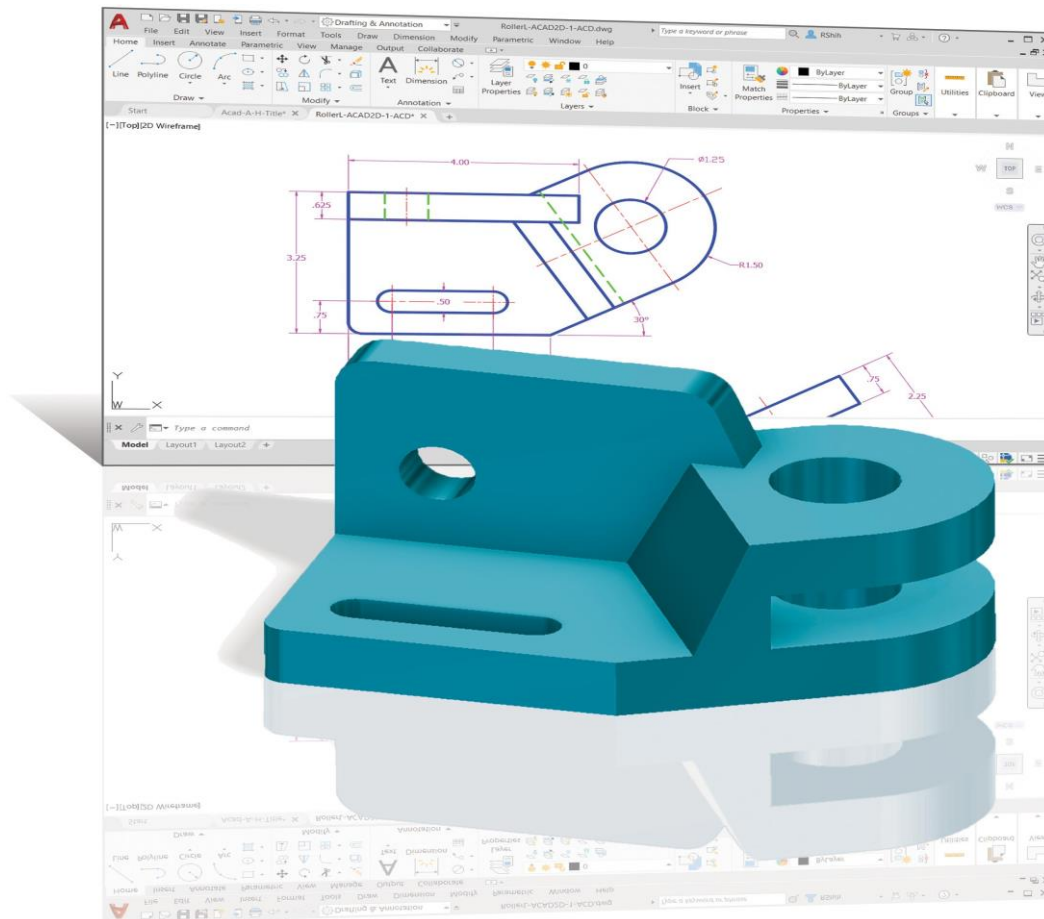 A
Drafting & Annotation
RollerL-ACAD2D-1-ACD.dwg
Type a keyword or phrase
RShih
File Edit View Insert Format Tools Draw Dimension Modify Parametric Window Help
Home Insert Annotate Parametric View Manage Output Collaborate
Line Polyline Circle Arc
Text Dimension
Layer Properties
0
Insert
Match Properties
ByLayer
ByLayer
ByLayer
Group
Utilities
Clipboard
View
Draw Modify Annotation Layers Block Properties Groups
Start Acad-A-H-Title* RollerL-ACAD2D-1-ACD*
[−][Top][2D Wireframe]
N
W TOP E
S
WCS
4.00
Ø1.25
.625
3.25
R1.50
.50
.75
30°
.75
2.25
Y
W X
Type a command
Model Layout1 Layout2 +